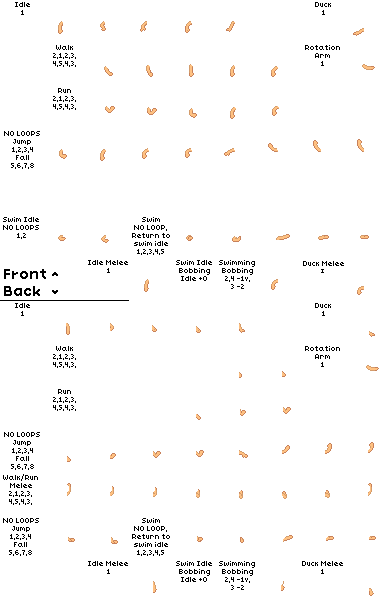 Idle
1
Duck
1
Walk
2,1,2,3,
4,5,4,3,
Rotation
Arm
1
Run
2,1,2,3,
4,5,4,3,
NO LOOPS
Jump
1,2,3,4
Fall
5,6,7,8
Swim Idle
NO LOOPS
1,2
Swim
NO LOOP,
Return to
swim idle
1,2,3,4,5
Idle Melee
1
Swim Idle
Bobbing
Idle +0
Swimming
Bobbing
2,4 -1v,
3 -2
Duck Melee
1
Front ^
Back v
Idle
1
Duck
1
Walk
2,1,2,3,
4,5,4,3,
Rotation
Arm
1
Run
2,1,2,3,
4,5,4,3,
NO LOOPS
Jump
1,2,3,4
Fall
5,6,7,8
Walk/Run
Melee
2,1,2,3,
4,5,4,3,
NO LOOPS
Jump
1,2,3,4
Fall
5,6,7,8
Swim
NO LOOP,
Return to
swim idle
1,2,3,4,5
Idle Melee
1
Swim Idle
Bobbing
Idle +0
Swimming
Bobbing
2,4 -1v,
3 -2
Duck Melee
1